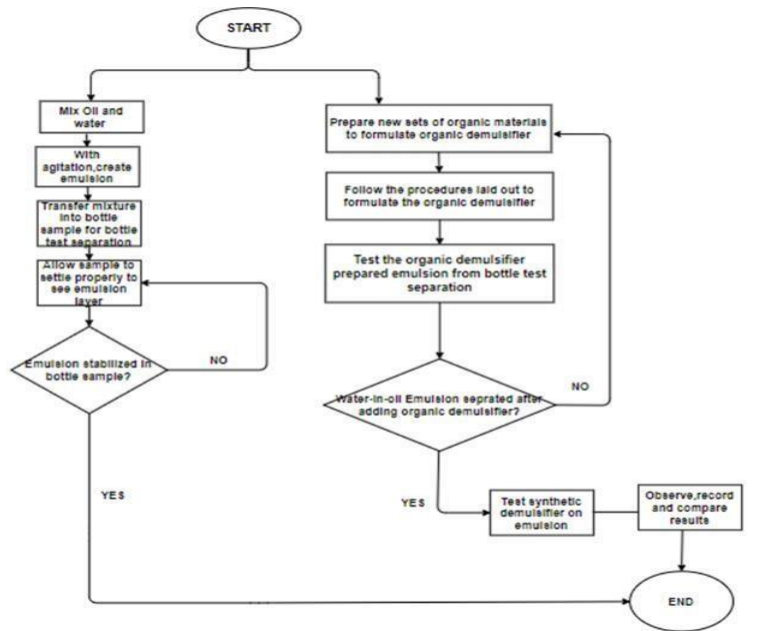 START
Mix Oil and
water
With
agitation,create
emulsion
Transfer mixture
into bottle
sample for bottle
test separation
Allow sample to
settle properly to
see emulsion
layer
Emulsion stabilized in
bottle sample?
NO
YES
Prepare new sets of organic materials
to formulate organic demulsifier
Follow the procedures laid out to
formulate the organic demulsifier
Test the organic demulsifier
prepared emulsion from bottle test
separation
Water-in-oil Emulsion seprated after
adding organic demulsifier?
NO
YES
Test synthetic
demulsifier on
emulsion
Observe,record
and compare
results
END